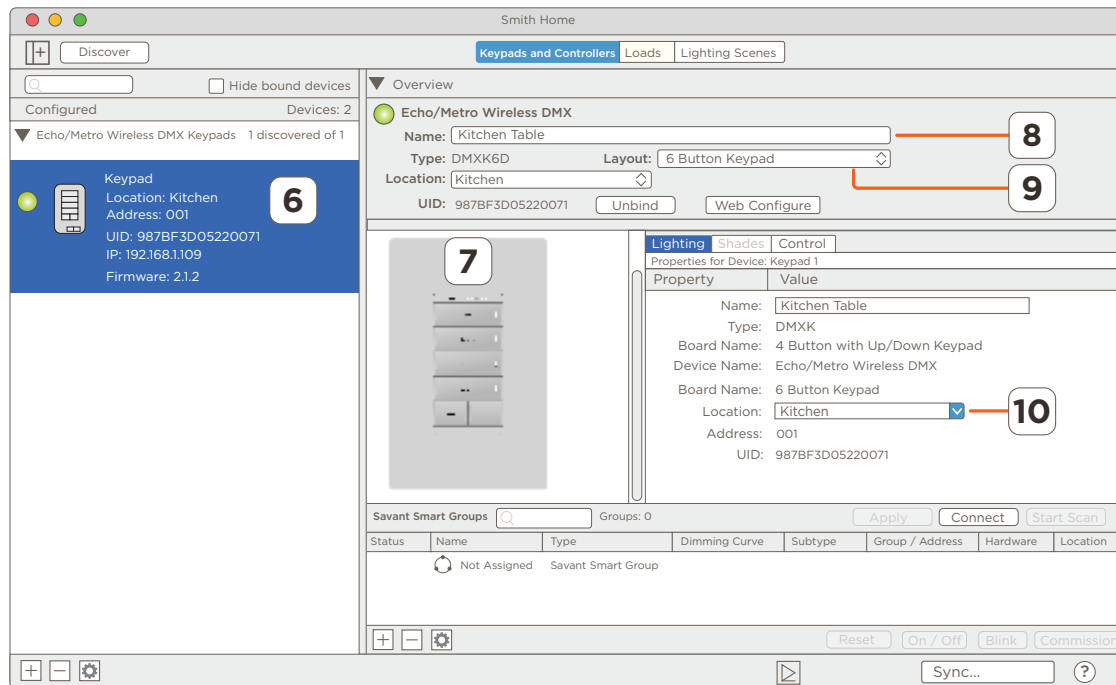 Smith Home
Discover
Keypads and Controllers Loads Lighting Scenes
Hide bound devices
Configured Devices: 2
Echo/Metro Wireless DMX Keypads 1 discovered of 1
Keypad
Location: Kitchen
Address: 001
UID: 987BF3D05220071
IP: 192.168.1.109
Firmware: 2.1.2
6
Overview
Echo/Metro Wireless DMX
Name: Kitchen Table
8
Type: DMXK6D Layout: 6 Button Keypad
9
Location: Kitchen
UID: 987BF3D05220071 Unbind Web Configure
7
Lighting Shades Control
Properties for Device: Keypad 1
Property Value
Name: Kitchen Table
Type: DMXK
Board Name: 4 Button with Up/Down Keypad
Device Name: Echo/Metro Wireless DMX
Board Name: 6 Button Keypad
Location: Kitchen
10
Address: 001
UID: 987BF3D05220071
Savant Smart Groups Groups: 0 Apply Connect Start Scan
Status Name Type Dimming Curve Subtype Group / Address Hardware Location
Not Assigned Savant Smart Group
Reset On / Off Blink Commission
Sync... ?